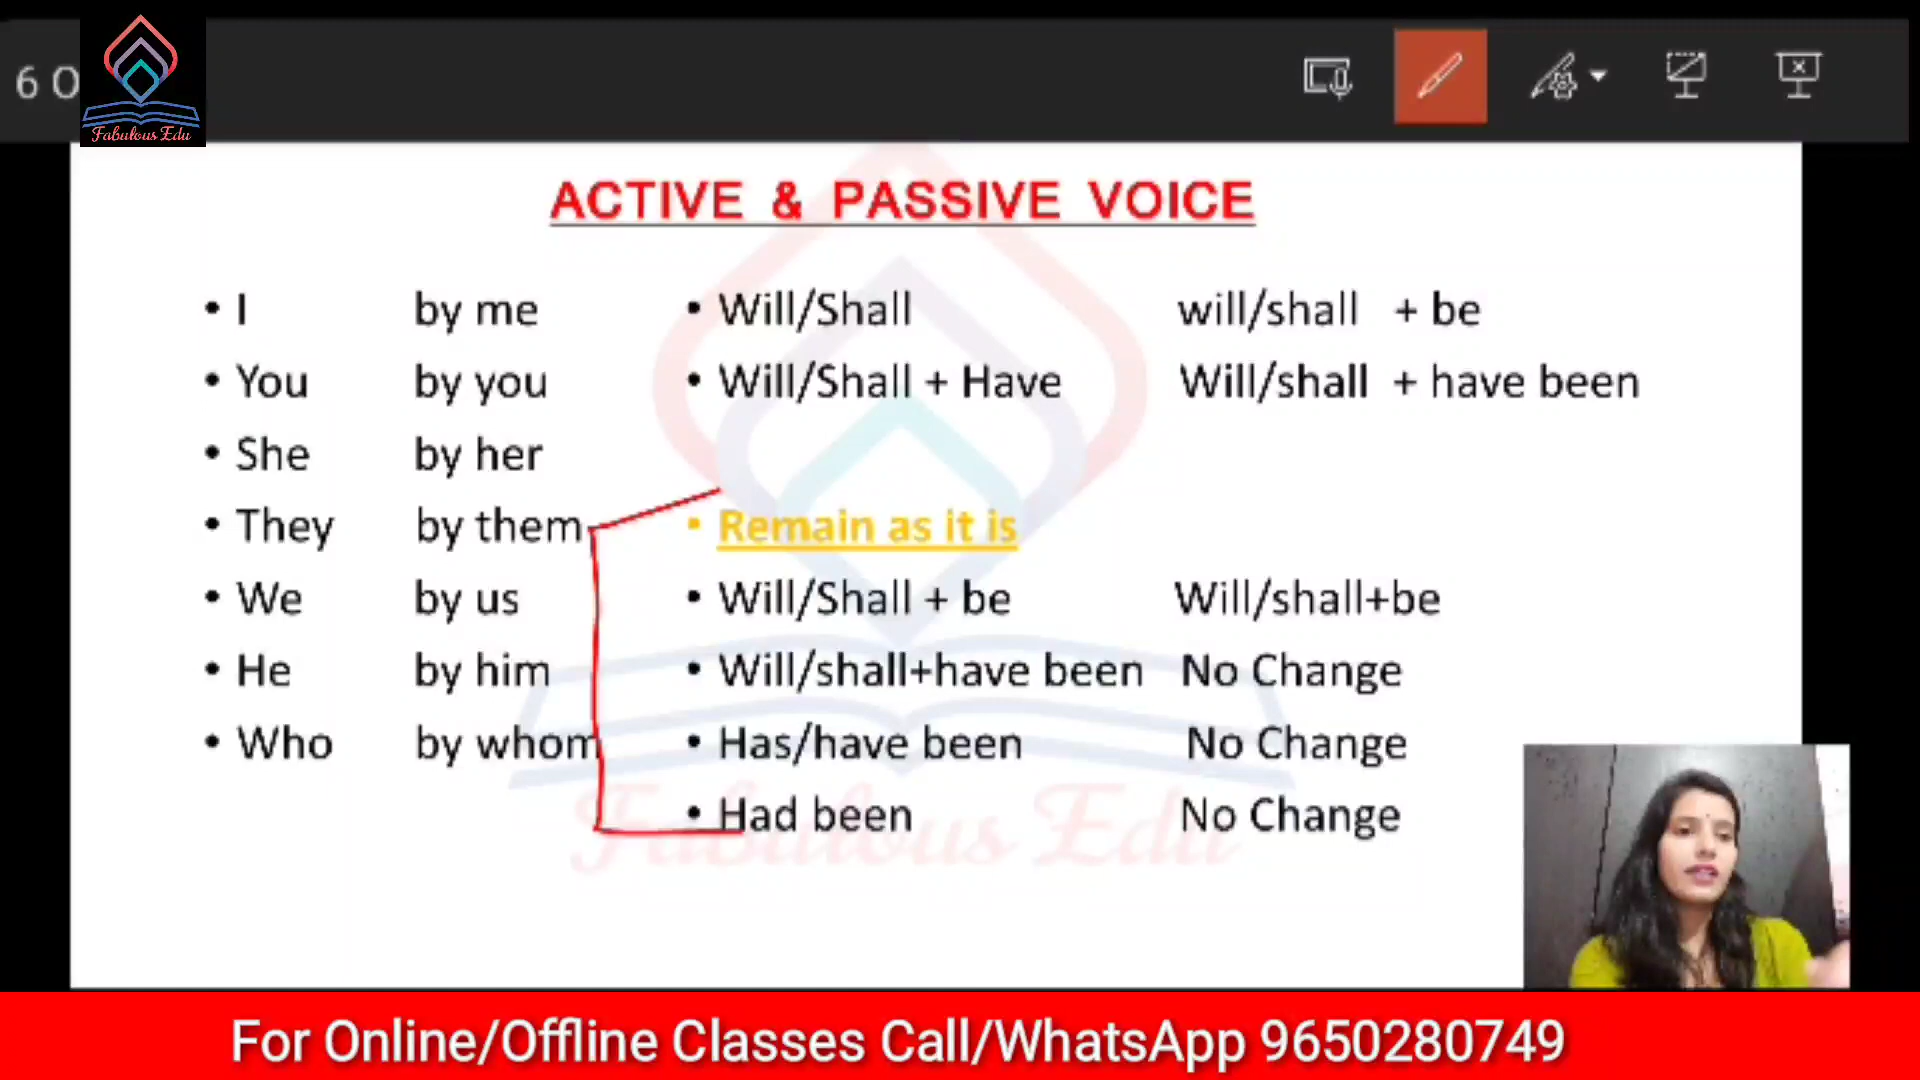 6 O
Fabulous Edu
ACTIVE & PASSIVE VOICE
• I by me • Will/Shall will/shall + be
• You by you • Will/Shall + Have Will/shall + have been
• She by her
• They by them • Remain as it is
• We by us • Will/Shall + be Will/shall+be
• He by him • Will/shall+have been No Change
• Who by whom • Has/have been No Change
• Had been No Change
Fabulous Edu
For Online/Offline Classes Call/WhatsApp 9650280749